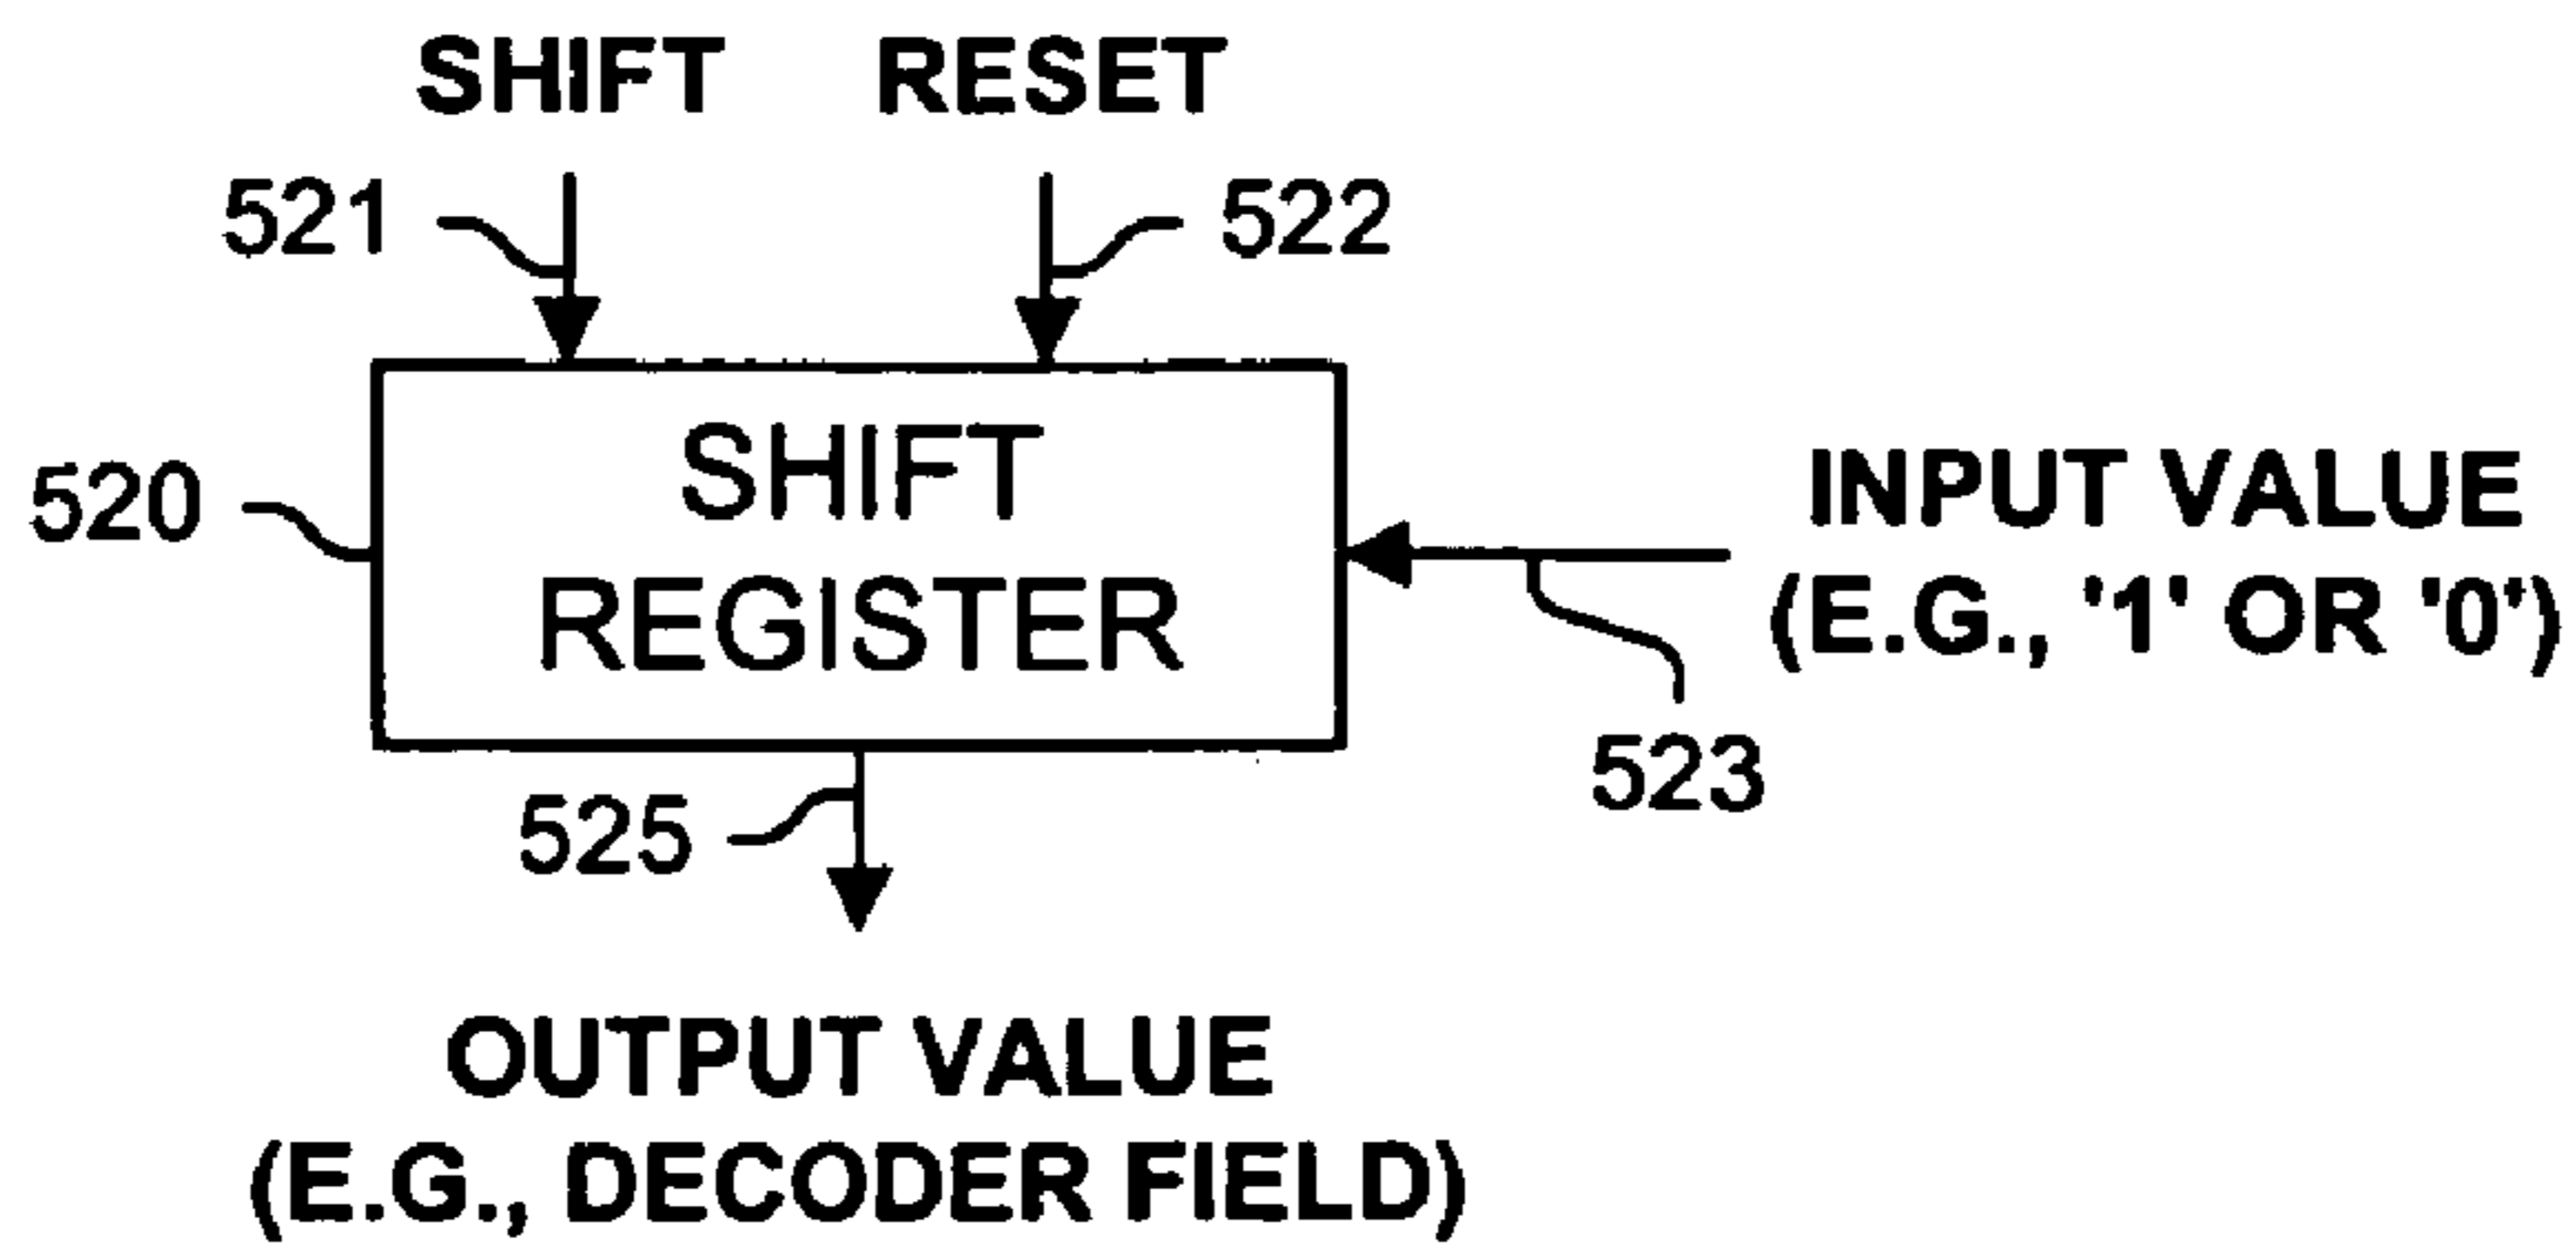 SHIFT RESET
521 522
SHIFT
REGISTER
520
INPUT VALUE
(E.G., '1' OR '0')
523
525
OUTPUT VALUE
(E.G., DECODER FIELD)